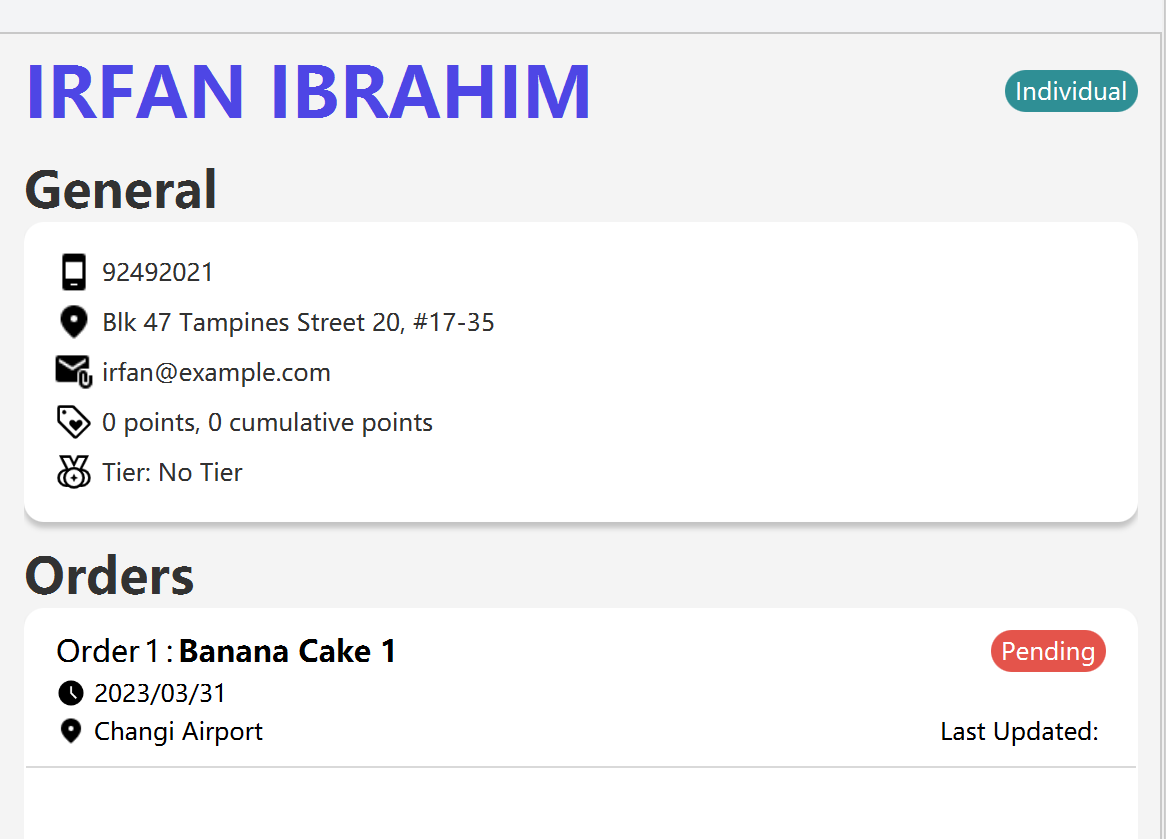 IRFAN IBRAHIM
Individual
General
92492021
Blk 47 Tampines Street 20, #17-35
irfan@example.com
0 points, 0 cumulative points
Tier: No Tier
Orders
Order 1 : Banana Cake 1
Pending
2023/03/31
Changi Airport
Last Updated: